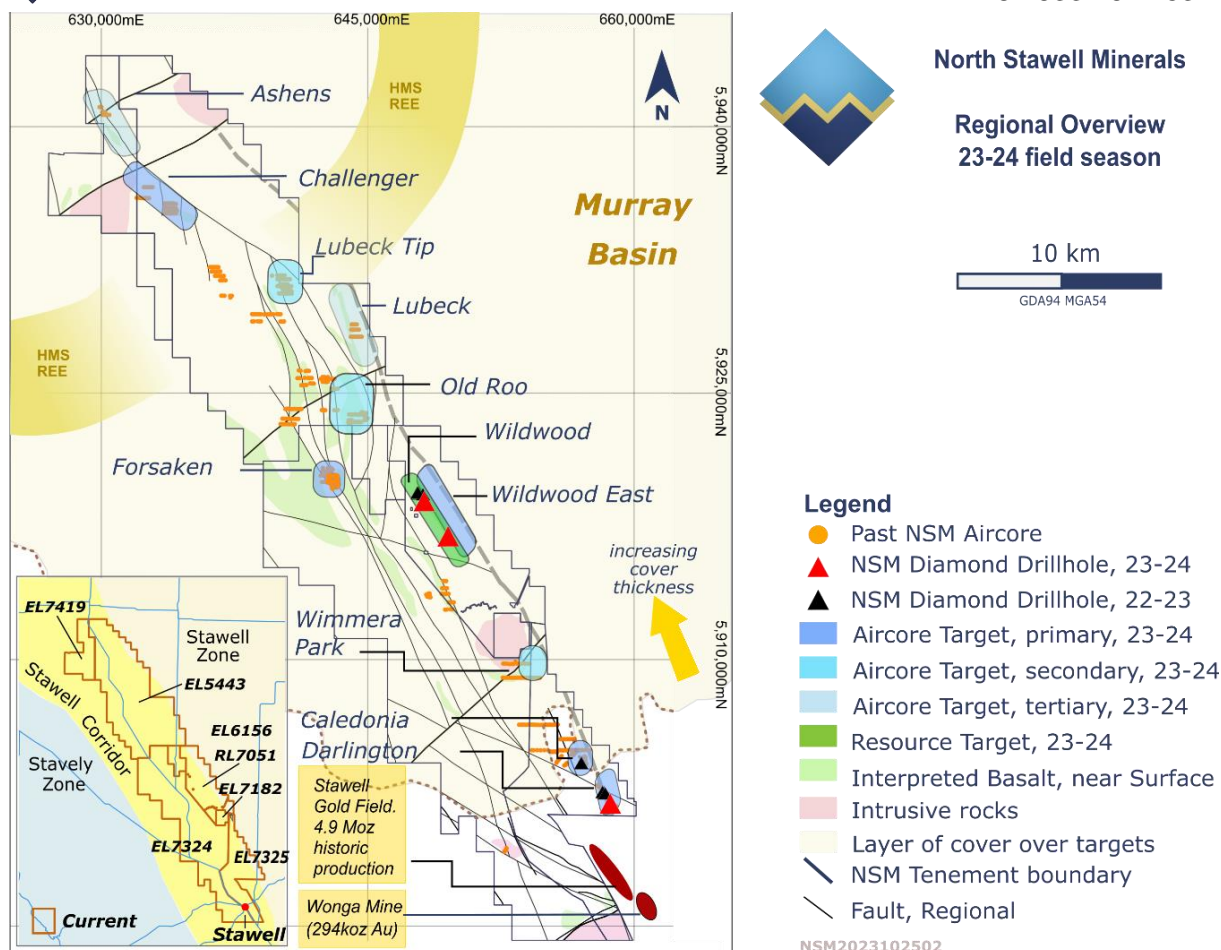 630,000mE
645,000mE
660,000mE
5,940,000mN
5,925,000mN
5,910,000mN
HMS
REE
HMS
REE
N
Ashens
Challenger
Lubeck Tip
Lubeck
Murray
Basin
Old Roo
Wildwood
Forsaken
Wildwood East
increasing
cover
thickness
Wimmera
Park
Caledonia
Darlington
Stawell
Gold Field.
4.9 Moz
historic
production
Wonga Mine
(294koz Au)
EL7419
Stawell
Zone
EL5443
Stawell Corridor
EL6156
RL7051
Stavely
Zone
EL7182
EL7324
EL7325
Current
Stawell
North Stawell Minerals
Regional Overview
23-24 field season
10 km
GDA94 MGA54
Legend
Past NSM Aircore
NSM Diamond Drillhole, 23-24
NSM Diamond Drillhole, 22-23
Aircore Target, primary, 23-24
Aircore Target, secondary, 23-24
Aircore Target, tertiary, 23-24
Resource Target, 23-24
Interpreted Basalt, near Surface
Intrusive rocks
Layer of cover over targets
NSM Tenement boundary
Fault, Regional
NSM2023102502